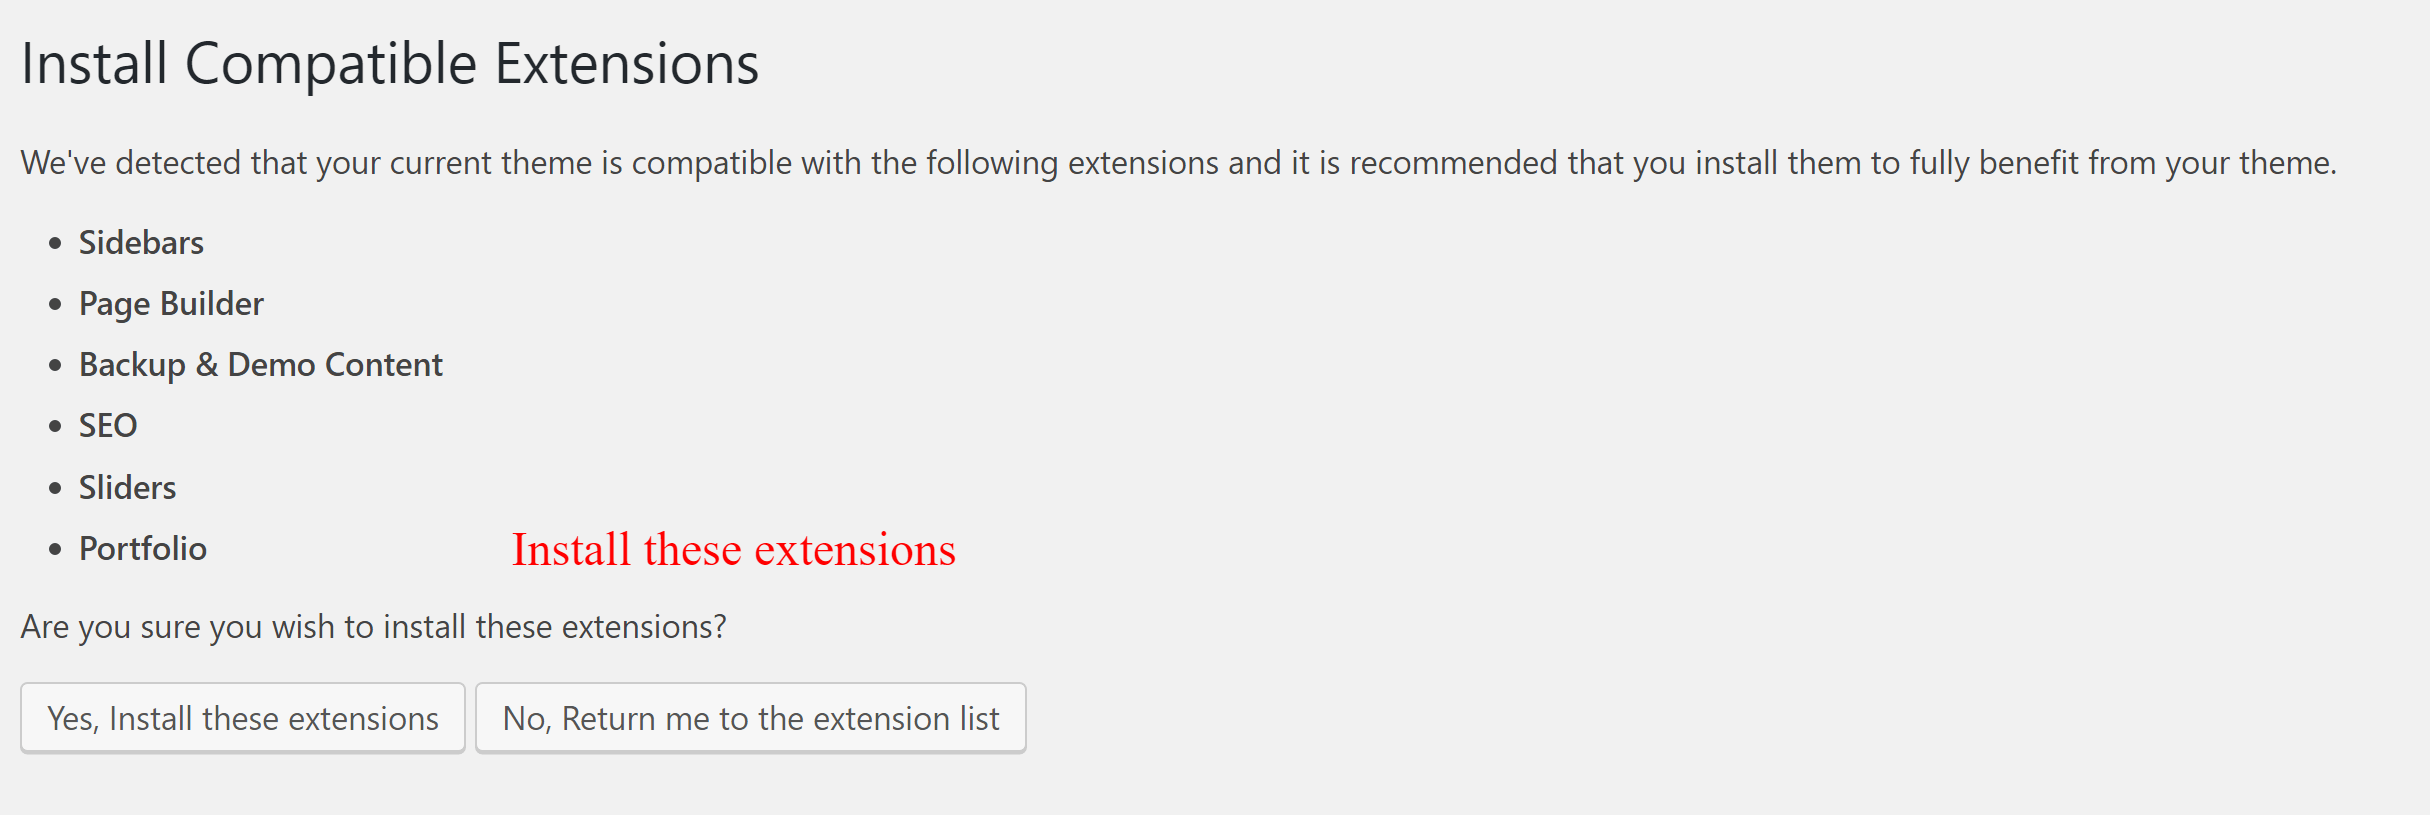 Install Compatible Extensions
We've detected that your current theme is compatible with the following extensions and it is recommended that you install them to fully benefit from your theme.
• Sidebars
• Page Builder
• Backup & Demo Content
• SEO
• Sliders
• Portfolio
Install these extensions
Are you sure you wish to install these extensions?
Yes, Install these extensions
No, Return me to the extension list